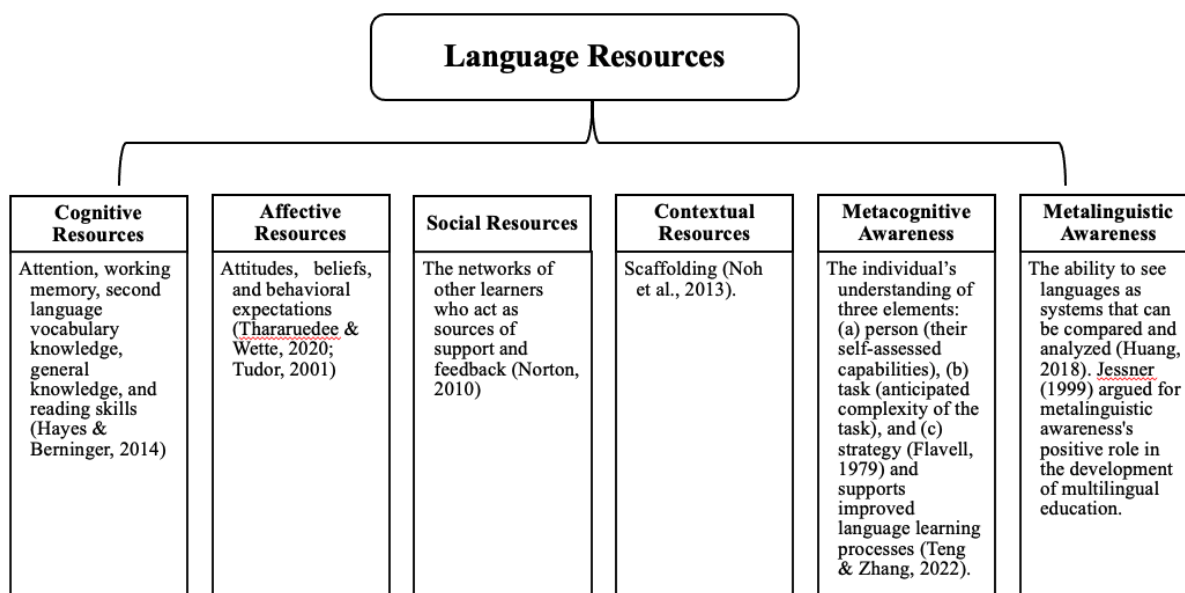 Language Resources
Cognitive
Resources
Attention, working
memory, second
language
vocabulary
knowledge,
general
knowledge, and
reading skills
(Hayes &
Berninger, 2014)
Affective
Resources
Attitudes, beliefs,
and behavioral
expectations
(Thararuedee &
Wette, 2020;
Tudor, 2001)
Social Resources
The networks of
other learners
who act as
sources of
support and
feedback (Norton,
2010)
Contextual
Resources
Scaffolding (Noh
et al., 2013).
Metacognitive
Awareness
The individual's
understanding of
three elements:
(a) person (their
self-assessed
capabilities), (b)
task (anticipated
complexity of the
task), and (c)
strategy (Flavell,
1979) and
supports
improved
language learning
processes (Teng
& Zhang, 2022).
Metalinguistic
Awareness
The ability to see
languages as
systems that can
be compared and
analyzed (Huang,
2018). Jessner
(1999) argued for
metalinguistic
awareness's
positive role in
the development
of multilingual
education.